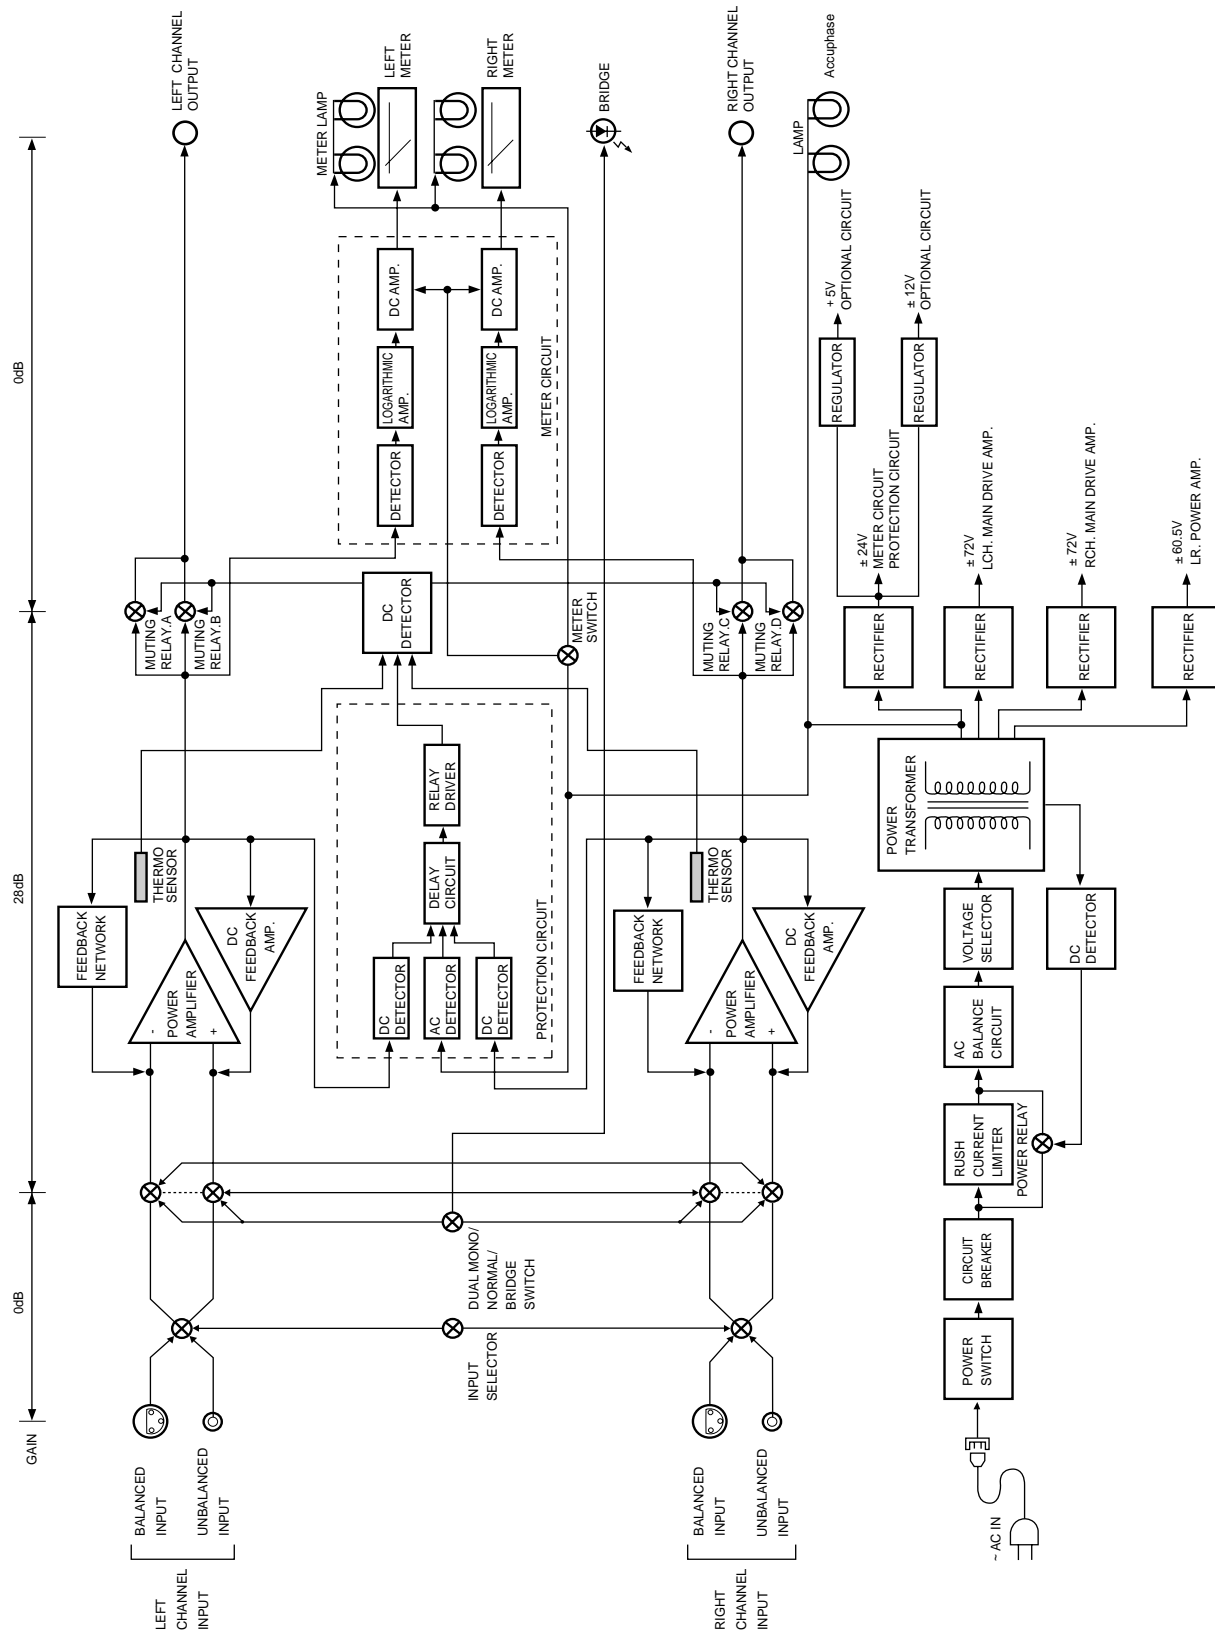 GAIN
0dB
28dB
0dB
LEFT
CHANNEL
INPUT
BALANCED
INPUT
UNBALANCED
INPUT
FEEDBACK
NETWORK
-
POWER
AMPLIFIER
+
DC
FEEDBACK
AMP.
THERMO
SENSOR
MUTING
RELAY.A
MUTING
RELAY.B
LEFT CHANNEL
OUTPUT
INPUT
SELECTOR
DUAL MONO/
NORMAL/
BRIDGE
SWITCH
DC
DETECTOR
AC
DETECTOR
DC
DETECTOR
DELAY
CIRCUIT
RELAY
DRIVER
PROTECTION CIRCUIT
DC
DETECTOR
METER
SWITCH
DETECTOR
LOGARITHMIC
AMP.
DC AMP.
DETECTOR
LOGARITHMIC
AMP.
DC AMP.
METER CIRCUIT
METER LAMP
LEFT
METER
RIGHT
METER
BRIDGE
RIGHT
CHANNEL
INPUT
BALANCED
INPUT
UNBALANCED
INPUT
FEEDBACK
NETWORK
-
POWER
AMPLIFIER
+
DC
FEEDBACK
AMP.
THERMO
SENSOR
MUTING
RELAY.C
MUTING
RELAY.D
RIGHT CHANNEL
OUTPUT
LAMP
Accuphase
~ AC IN
POWER
SWITCH
CIRCUIT
BREAKER
RUSH
CURRENT
LIMITER
POWER RELAY
AC
BALANCE
CIRCUIT
VOLTAGE
SELECTOR
DC
DETECTOR
POWER
TRANSFORMER
RECTIFIER
± 24V
METER CIRCUIT
PROTECTION CIRCUIT
REGULATOR
+ 5V
OPTIONAL CIRCUIT
REGULATOR
± 12V
OPTIONAL CIRCUIT
RECTIFIER
± 72V
LCH. MAIN DRIVE AMP.
RECTIFIER
± 72V
RCH. MAIN DRIVE AMP.
RECTIFIER
± 60.5V
LR. POWER AMP.